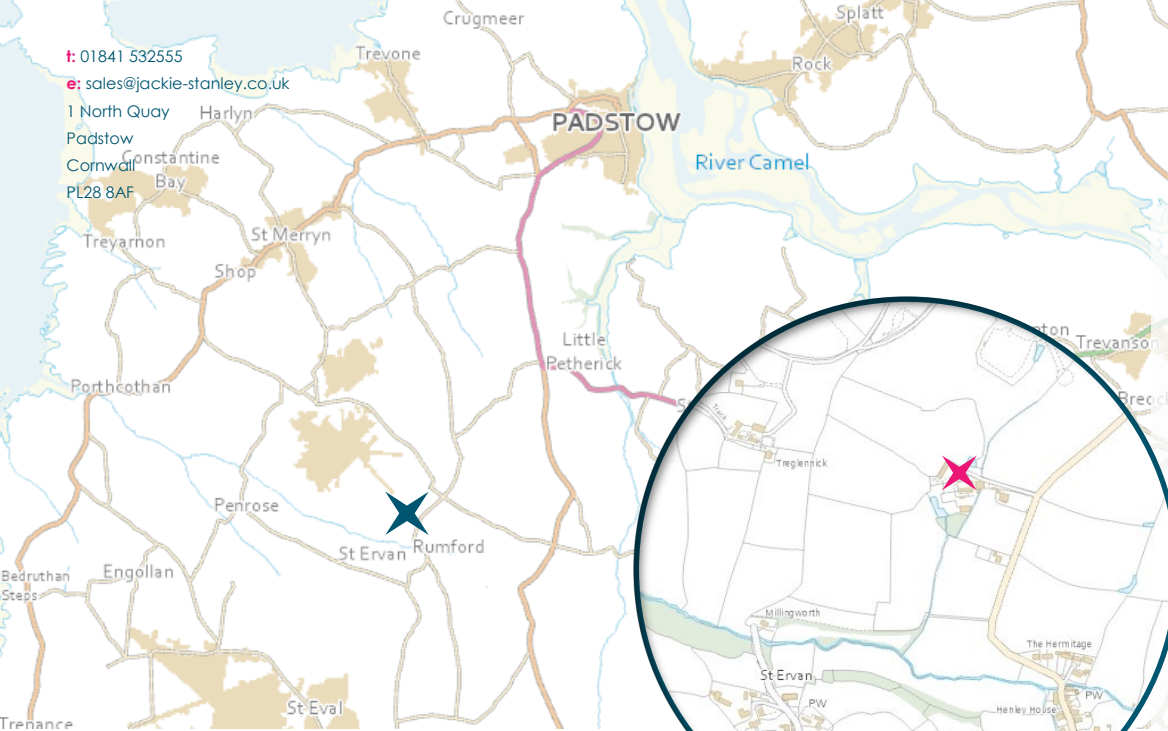 t: 01841 532555
e: sales@jackie-stanley.co.uk
1 North Quay
Padstow
Cornwall
PL28 8AF
Crugmeer
Splatt
Trevone
Rock
Harlyn
PADSTOW
Constantine
Bay
River Camel
Treyarnon
St Merryn
Shop
Little
Petherick
Trevanson
Porthcothan
Track
Treglennick
Penrose
St Ervan
Rumford
Bedruthan
Steps
Engollan
Millingworth
The Hermitage
St Ervan
PW
PW
Henley House
St Eval
Trenance